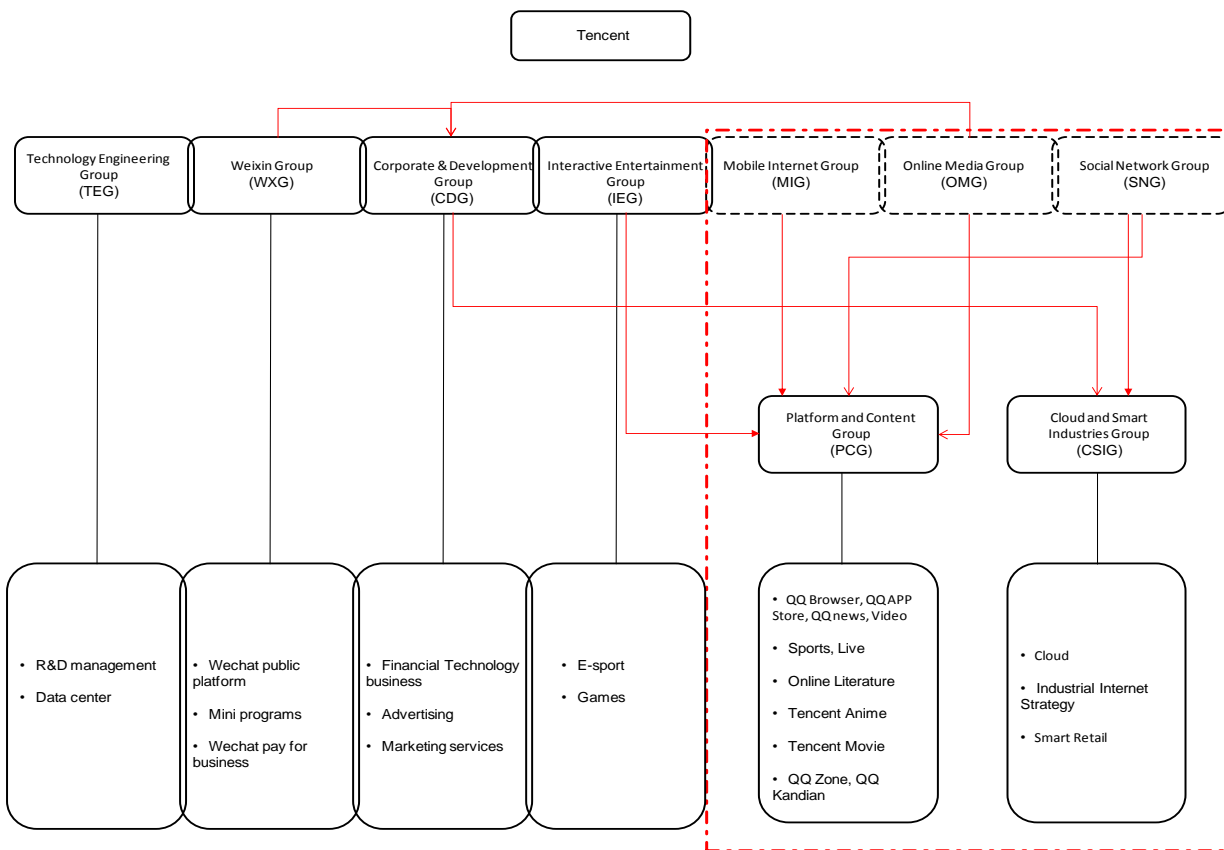 Tencent
Technology Engineering
Group
(TEG)
Weixin Group
(WXG)
Corporate & Development
Group
(CDG)
Interactive Entertainment
Group
(IEG)
Mobile Internet Group
(MIG)
Online Media Group
(OMG)
Social Network Group
(SNG)
Platform and Content
Group
(PCG)
Cloud and Smart
Industries Group
(CSIG)
• R&D management
• Data center
• Wechat public
platform
• Mini programs
• Wechat pay for
business
• Financial Technology
business
• Advertising
• Marketing services
• E-sport
• Games
• QQ Browser, QQ APP
Store, QQ news, Video
• Sports, Live
• Online Literature
• Tencent Anime
• Tencent Movie
• QQ Zone, QQ
Kandian
• Cloud
• Industrial Internet
Strategy
• Smart Retail